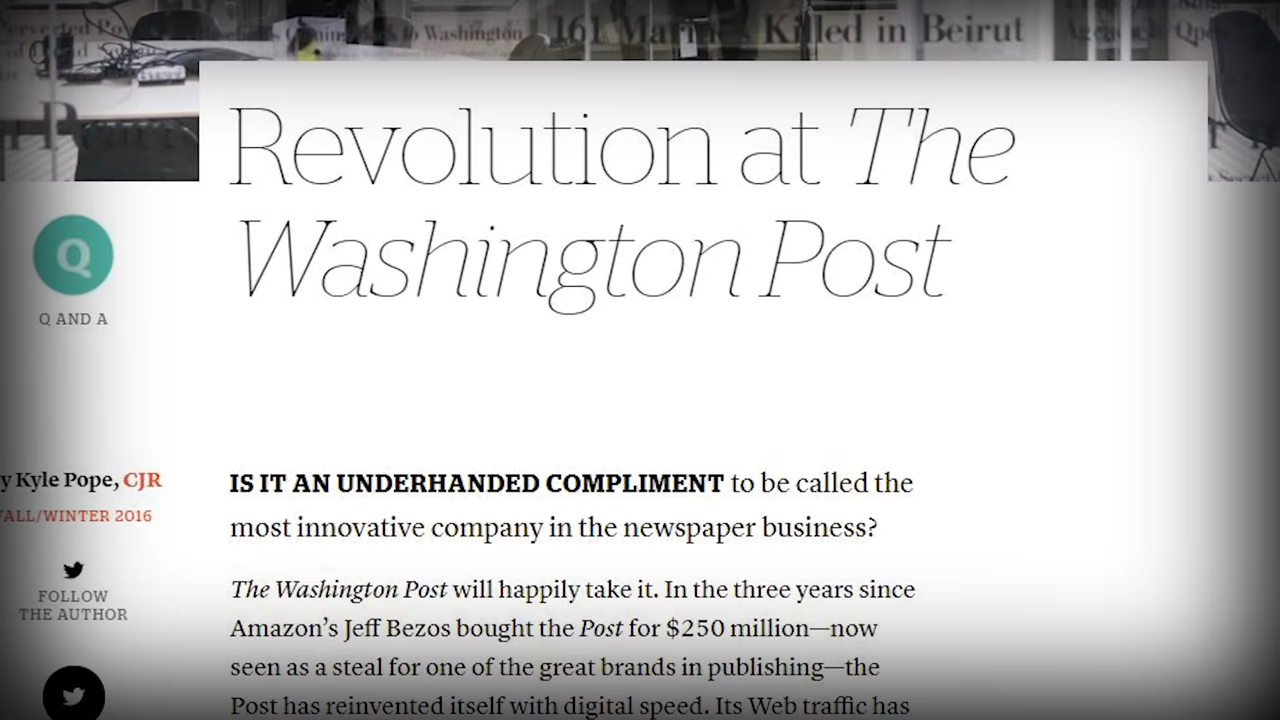 to Washington
161 Marines Killed in Beirut
Revolution at The
Washington Post
Q
Q AND A
Kyle Pope, CJR
FALL/WINTER 2016
FOLLOW
THE AUTHOR
IS IT AN UNDERHANDED COMPLIMENT to be called the
most innovative company in the newspaper business?
The Washington Post will happily take it. In the three years since
Amazon’s Jeff Bezos bought the Post for $250 million—now
seen as a steal for one of the great brands in publishing—the
Post has reinvented itself with digital speed. Its Web traffic has